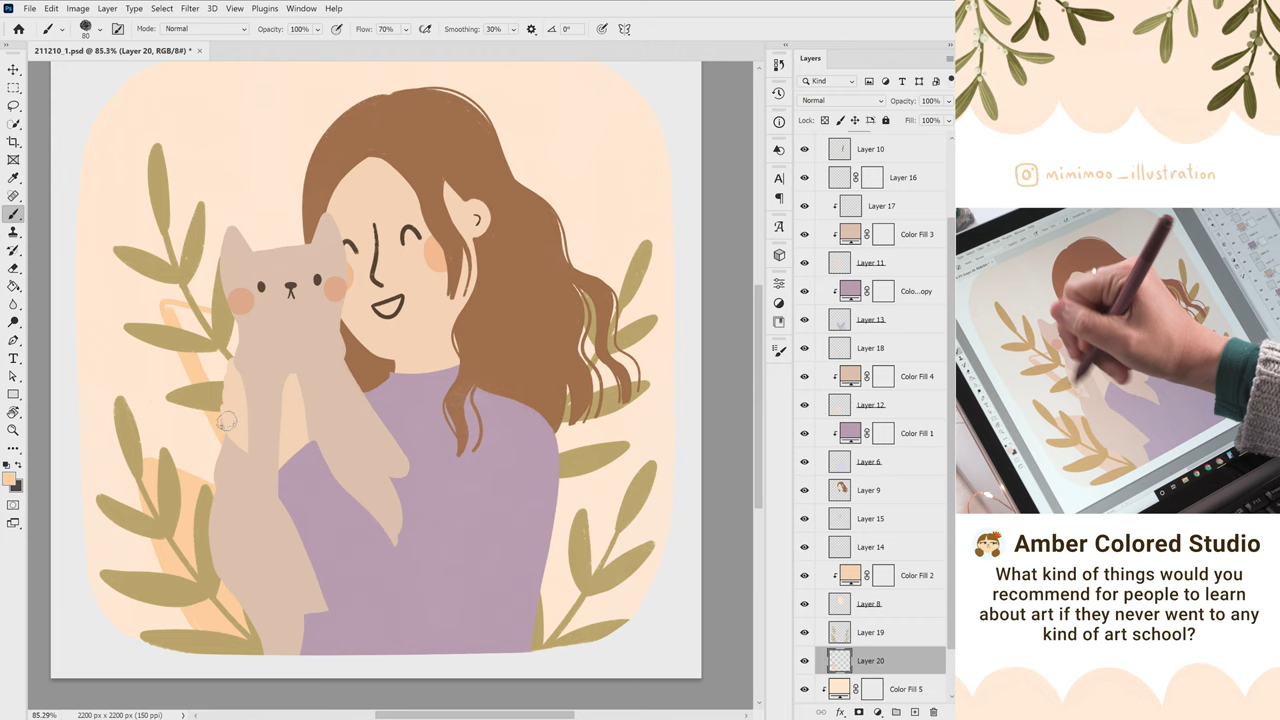 Ps File Edit Image Layer Type Select Filter 3D View Plugins Window Help
80 Mode: Normal Opacity: 100% Flow: 70% Smoothing: 30% 0°
211210_1.psd @ 85.3% (Layer 20, RGB/8#) * ×
Layers
Kind
Normal Opacity: 100%
Lock: Fill: 100%
Layer 10
Layer 16
Layer 17
Color Fill 3
Layer 11
Colo...opy
Layer 13
Layer 18
Color Fill 4
Layer 12
Color Fill 1
Layer 6
Layer 9
Layer 15
Layer 14
Color Fill 2
Layer 8
Layer 19
Layer 20
Color Fill 5
fx
85.29% 2200 px x 2200 px (150 ppi)
mimimoo_illustration
Amber Colored Studio
What kind of things would you
recommend for people to learn
about art if they never went to any
kind of art school?